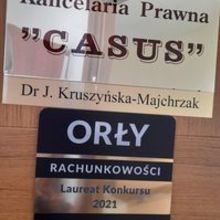 Kancelaria Prawna
"CASUS"
Dr J. Kruszyńska-Majchrzak
ORŁY
RACHUNKOWOŚCI
Laureat Konkursu
2021